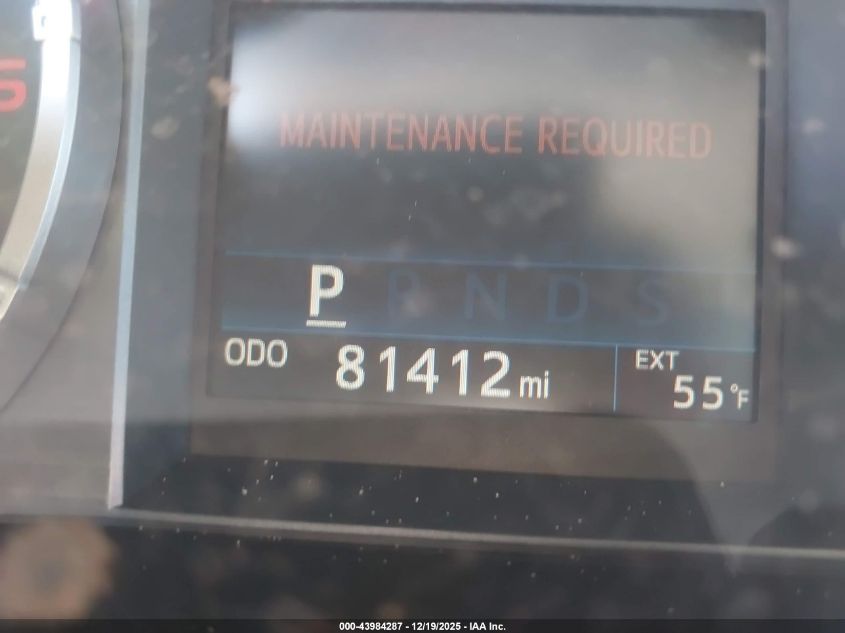 MAINTENANCE REQUIRED
P R N D S
ODO 81412 mi EXT 55°F
000-43984287 - 12/19/2025 - IAA Inc.